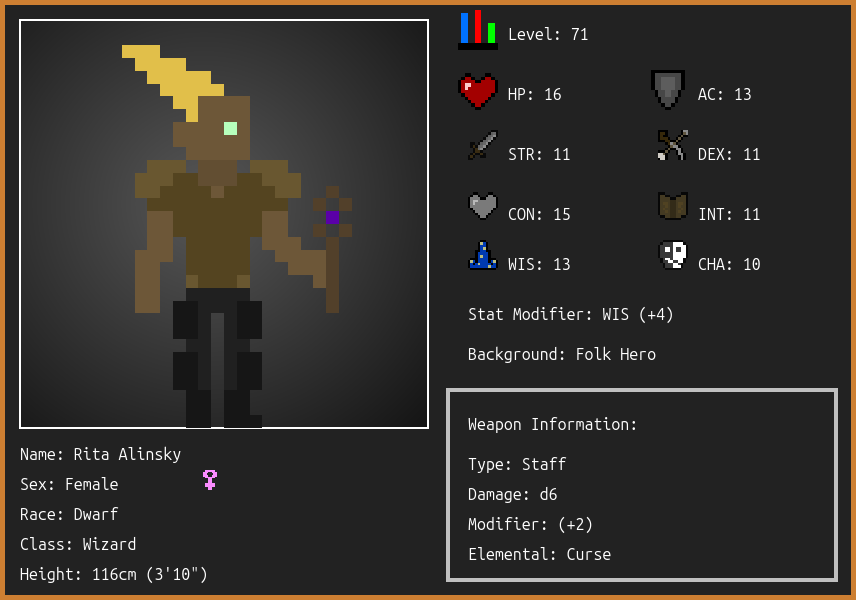 Level: 71
HP: 16
AC: 13
STR: 11
DEX: 11
CON: 15
INT: 11
WIS: 13
CHA: 10
Stat Modifier: WIS (+4)
Background: Folk Hero
Weapon Information:
Type: Staff
Damage: d6
Modifier: (+2)
Elemental: Curse
Name: Rita Alinsky
Sex: Female
Race: Dwarf
Class: Wizard
Height: 116cm (3'10")